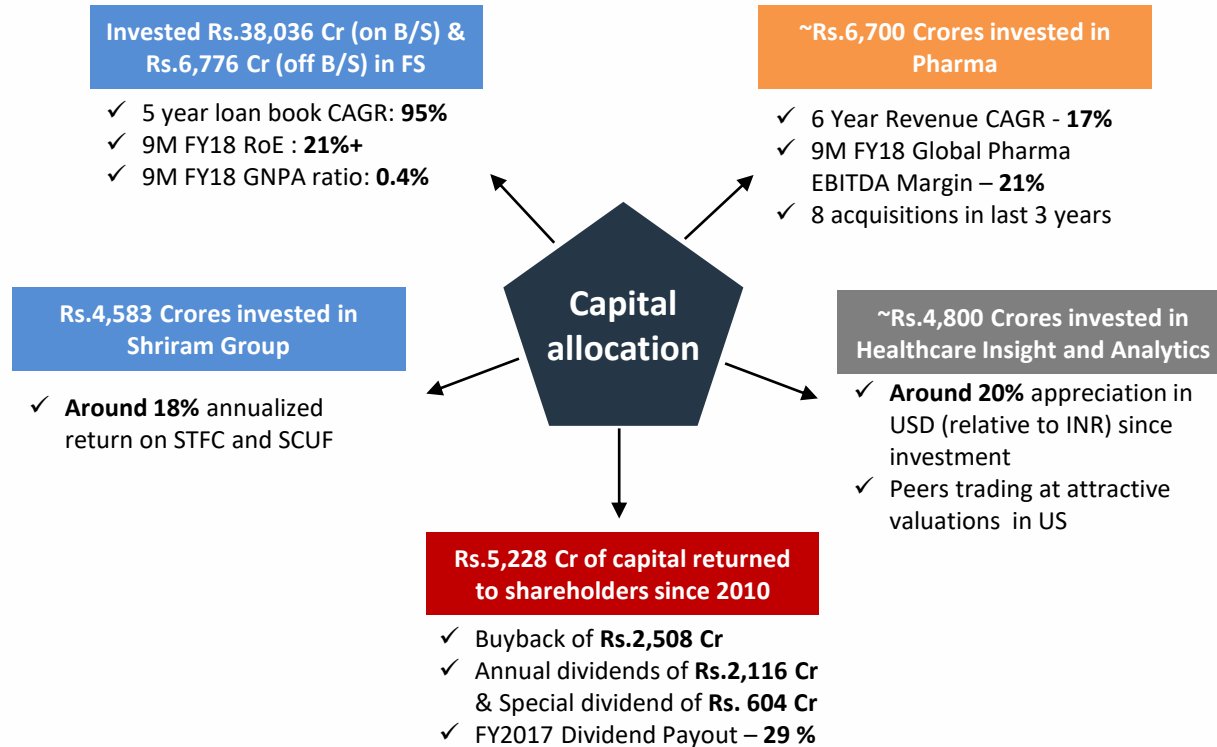 Invested Rs.38,036 Cr (on B/S) &
Rs.6,776 Cr (off B/S) in FS
✓ 5 year loan book CAGR: 95%
✓ 9M FY18 RoE : 21%+
✓ 9M FY18 GNPA ratio: 0.4%
~Rs.6,700 Crores invested in
Pharma
✓ 6 Year Revenue CAGR - 17%
✓ 9M FY18 Global Pharma
EBITDA Margin – 21%
✓ 8 acquisitions in last 3 years
Capital
allocation
Rs.4,583 Crores invested in
Shriram Group
✓ Around 18% annualized
return on STFC and SCUF
~Rs.4,800 Crores invested in
Healthcare Insight and Analytics
✓ Around 20% appreciation in
USD (relative to INR) since
investment
✓ Peers trading at attractive
valuations in US
Rs.5,228 Cr of capital returned
to shareholders since 2010
✓ Buyback of Rs.2,508 Cr
✓ Annual dividends of Rs.2,116 Cr
& Special dividend of Rs. 604 Cr
✓ FY2017 Dividend Payout – 29 %